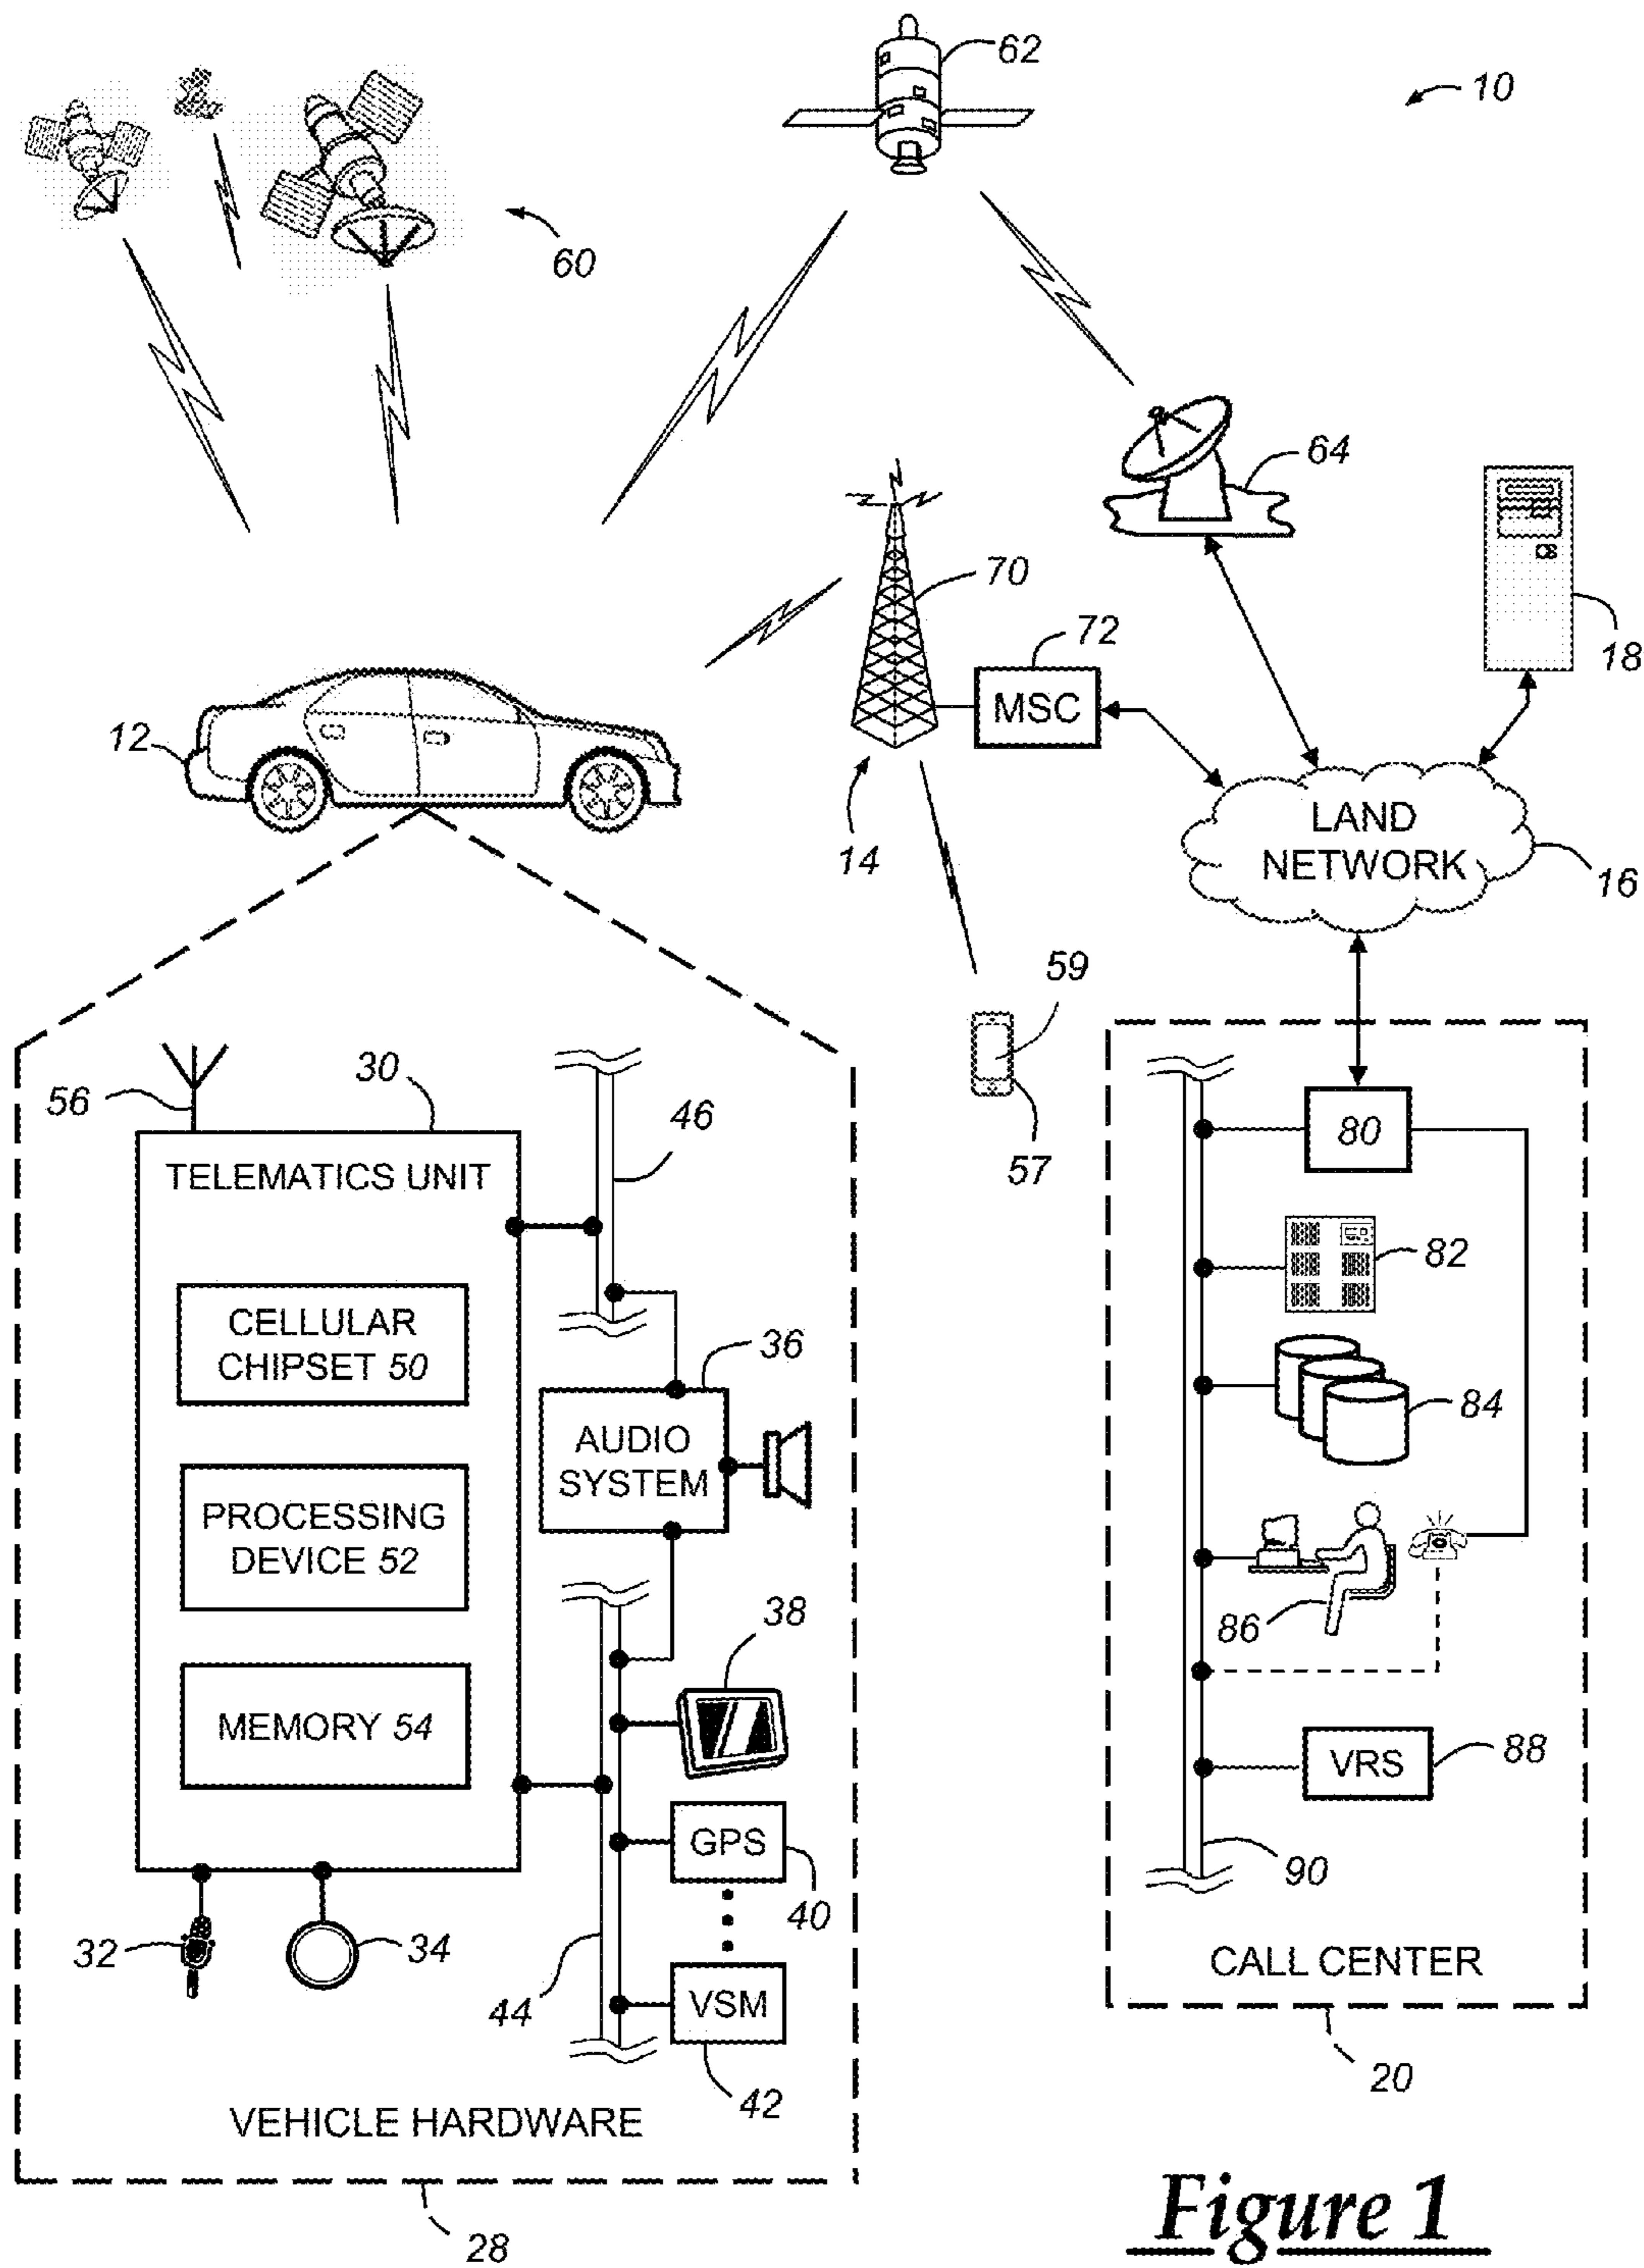 62
10
60
64
70
72
18
MSC
12
14
LAND
NETWORK
16
59
57
56
30
46
TELEMATICS UNIT
CELLULAR
CHIPSET 50
36
AUDIO
SYSTEM
PROCESSING
DEVICE 52
38
MEMORY 54
GPS
40
32
34
44
VSM
42
VEHICLE HARDWARE
28
80
82
84
86
VRS
88
90
CALL CENTER
20
Figure 1